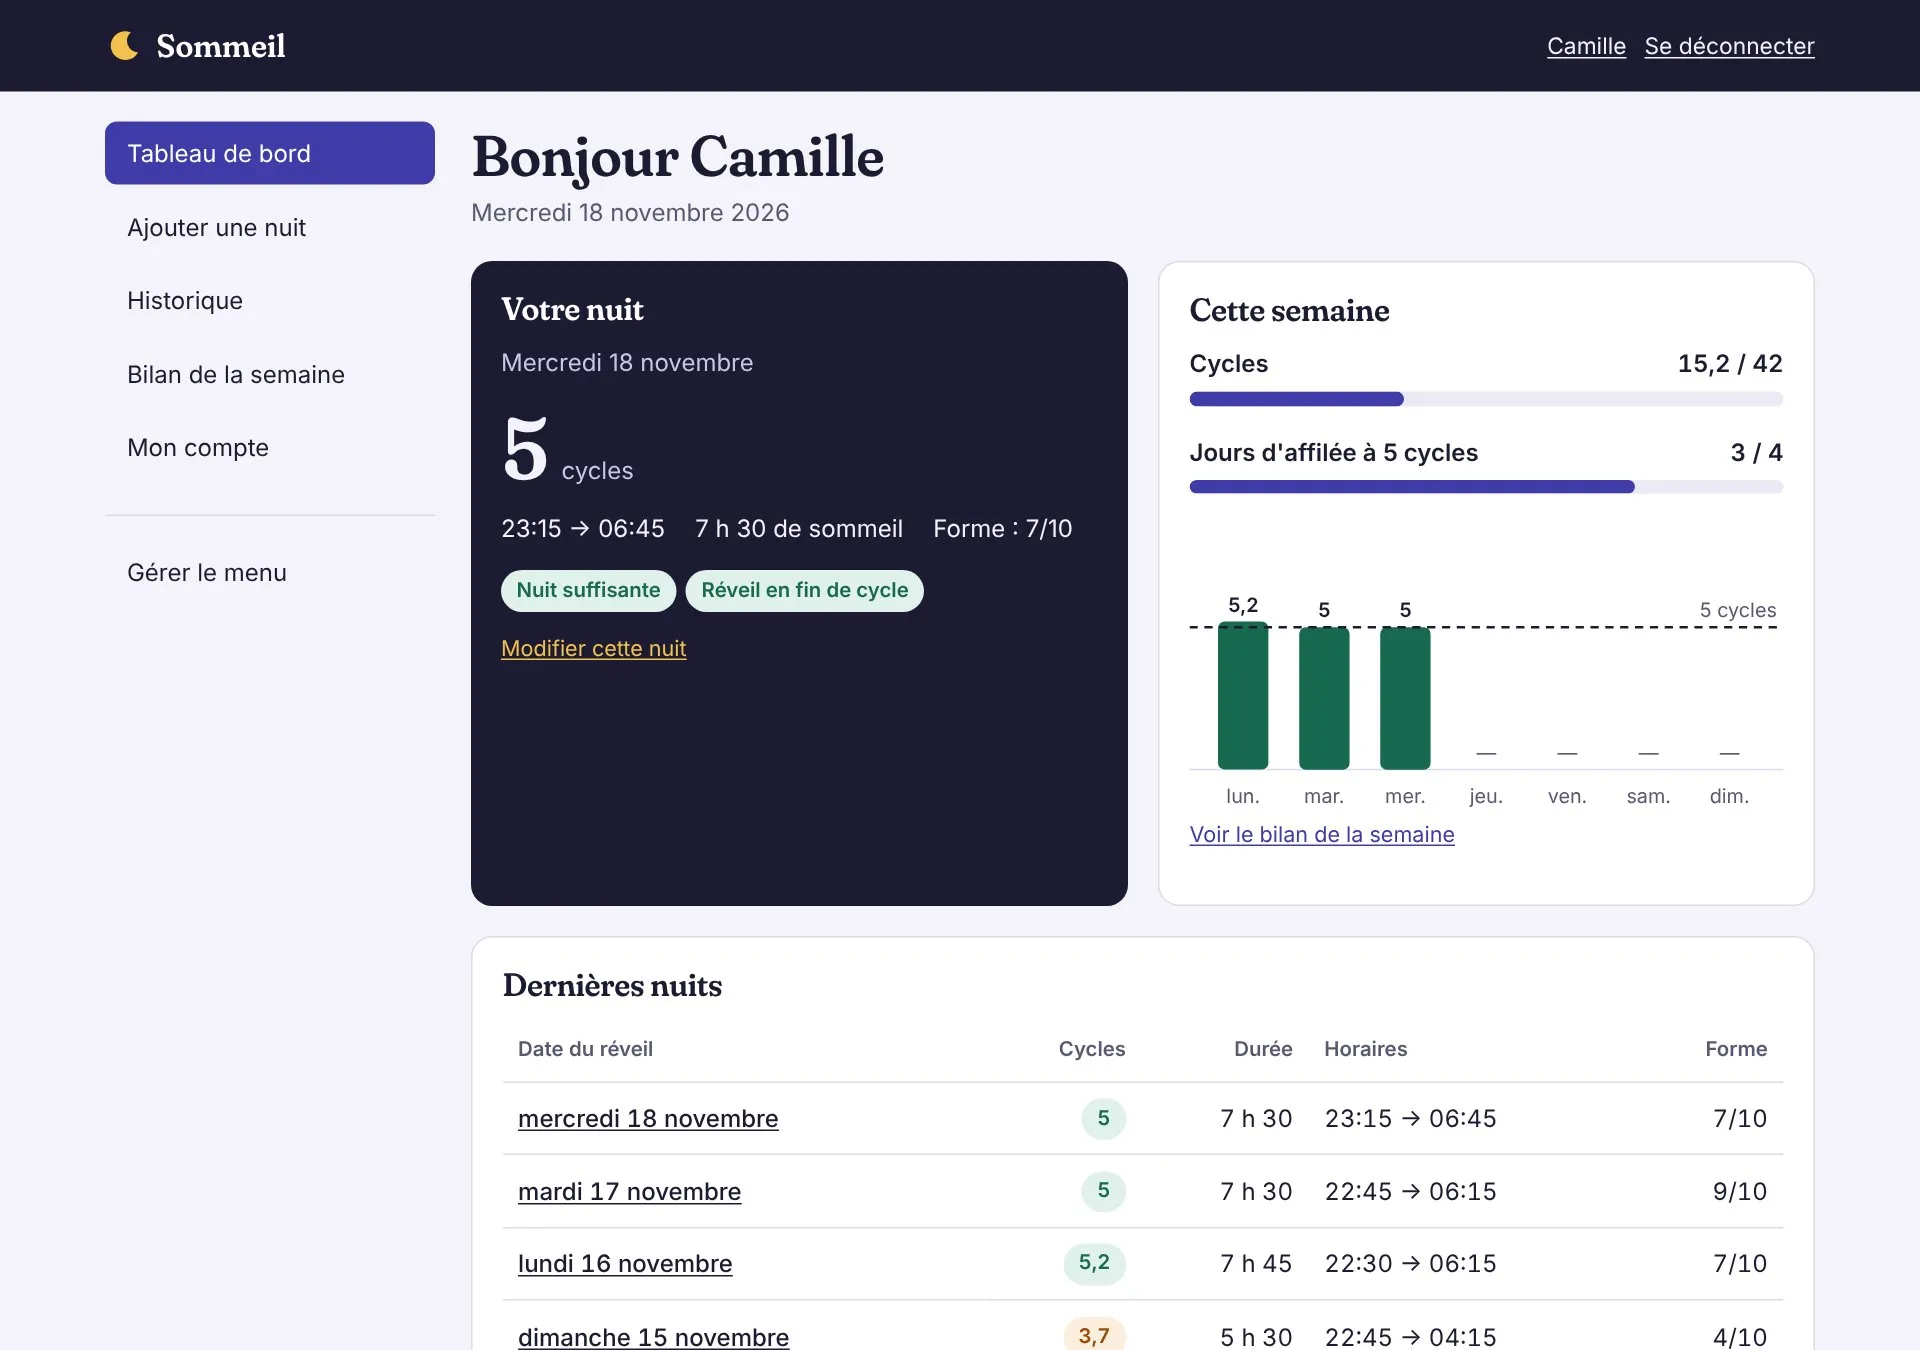 Sommeil
Camille Se déconnecter
Tableau de bord
Ajouter une nuit
Historique
Bilan de la semaine
Mon compte
Gérer le menu
Bonjour Camille
Mercredi 18 novembre 2026
Votre nuit
Mercredi 18 novembre
5 cycles
23:15 → 06:45 7 h 30 de sommeil Forme : 7/10
Nuit suffisante Réveil en fin de cycle
Modifier cette nuit
Cette semaine
Cycles 15,2 / 42
Jours d'affilée à 5 cycles 3 / 4
5,2 5 5 5 cycles
— — — —
lun. mar. mer. jeu. ven. sam. dim.
Voir le bilan de la semaine
Dernières nuits
Date du réveil Cycles Durée Horaires Forme
mercredi 18 novembre 5 7 h 30 23:15 → 06:45 7/10
mardi 17 novembre 5 7 h 30 22:45 → 06:15 9/10
lundi 16 novembre 5,2 7 h 45 22:30 → 06:15 7/10
dimanche 15 novembre 3,7 5 h 30 22:45 → 04:15 4/10